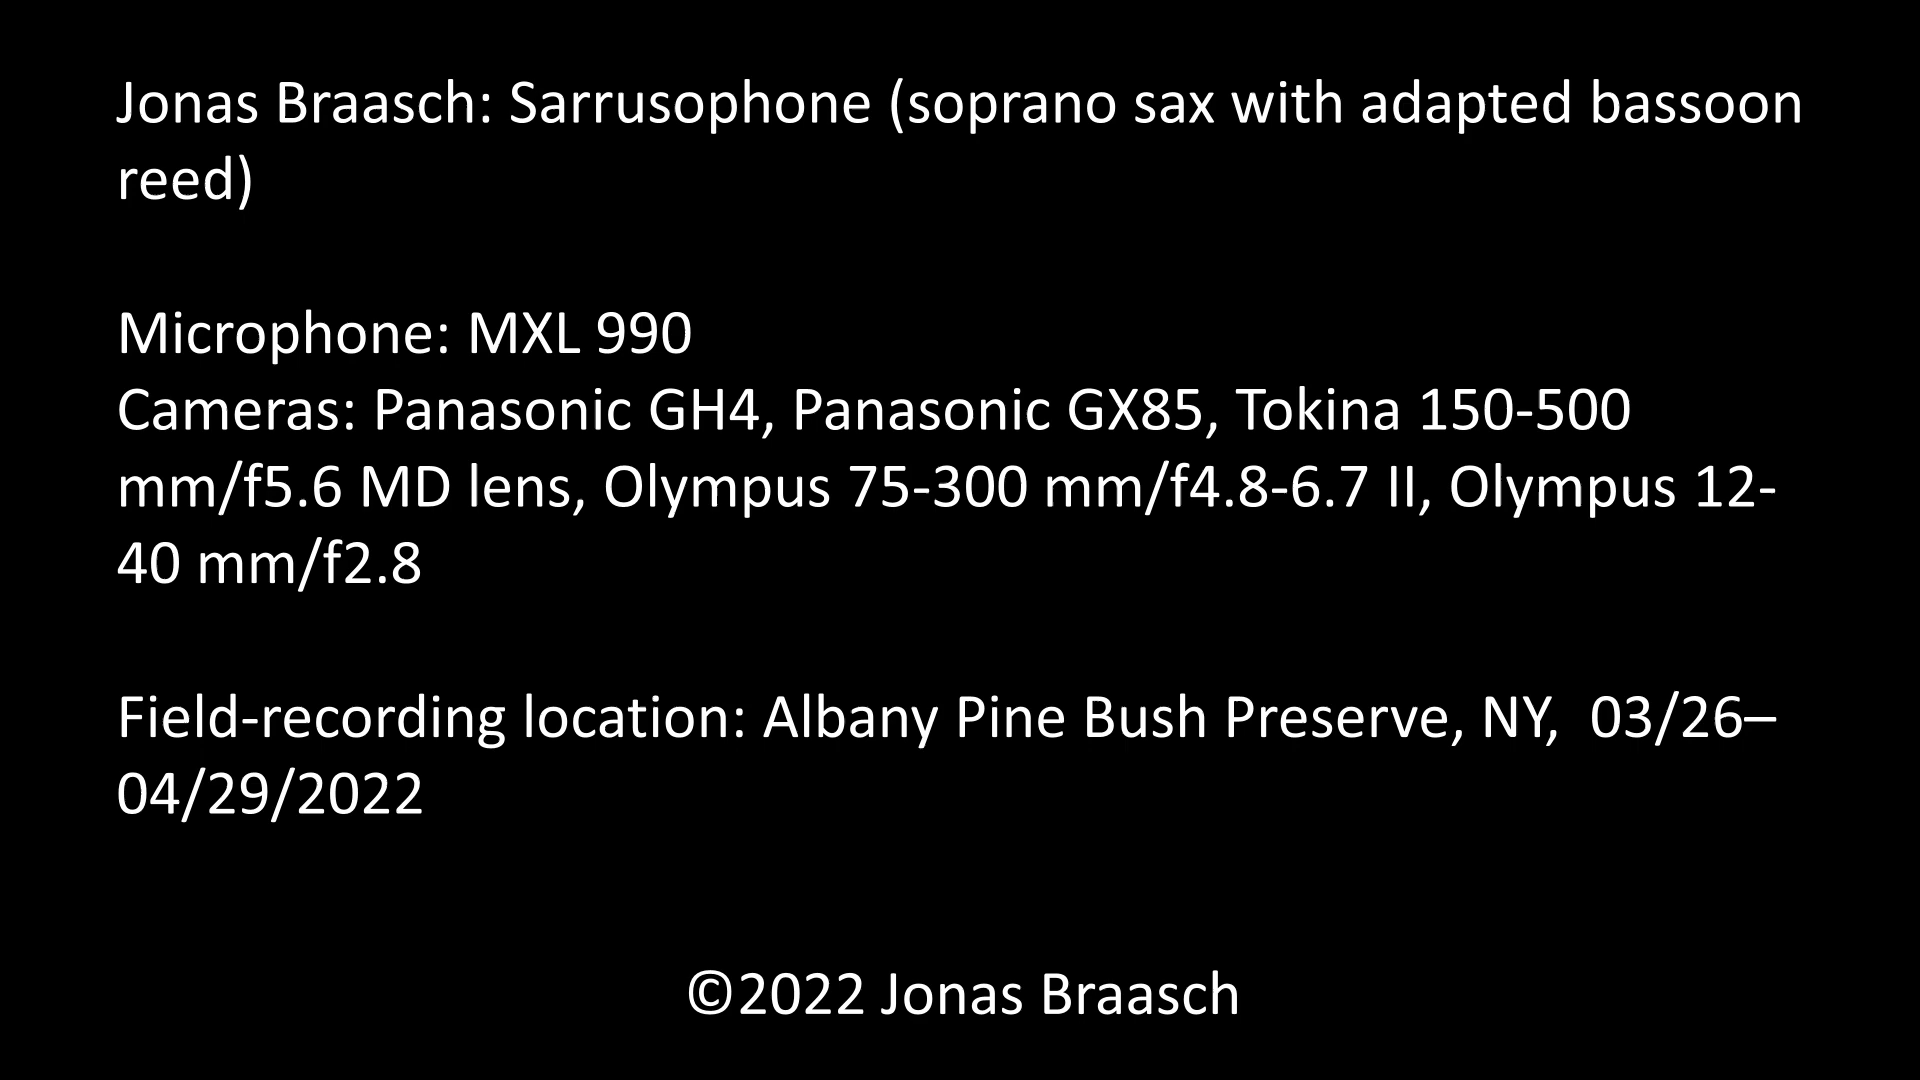 Jonas Braasch: Sarrusophone (soprano sax with adapted bassoon
reed)
Microphone: MXL 990
Cameras: Panasonic GH4, Panasonic GX85, Tokina 150-500
mm/f5.6 MD lens, Olympus 75-300 mm/f4.8-6.7 II, Olympus 12-
40 mm/f2.8
Field-recording location: Albany Pine Bush Preserve, NY,  03/26–
04/29/2022
©2022 Jonas Braasch